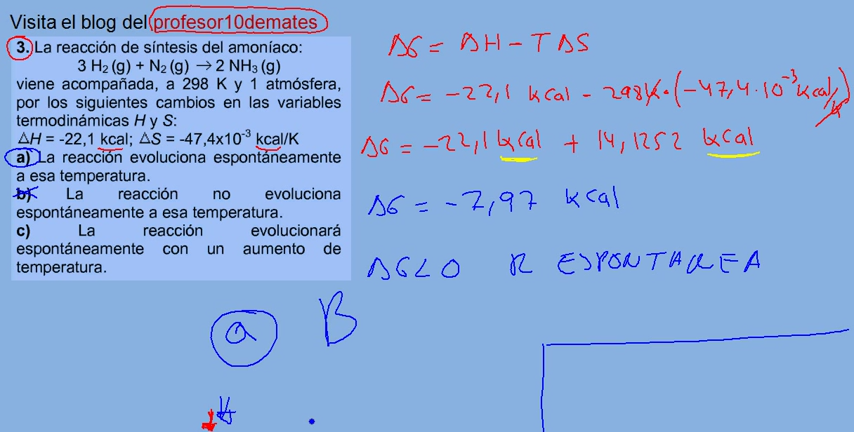 Visita el blog del profesor10demates
3. La reacción de síntesis del amoníaco:
3 H₂ (g) + N₂ (g) → 2 NH₃ (g)
viene acompañada, a 298 K y 1 atmósfera,
por los siguientes cambios en las variables
termodinámicas H y S:
△H = -22,1 kcal; △S = -47,4x10⁻³ kcal/K
a) La reacción evoluciona espontáneamente
a esa temperatura.
b) La reacción no evoluciona
espontáneamente a esa temperatura.
c) La reacción evolucionará
espontáneamente con un aumento de
temperatura.
ΔG = ΔH - TΔS
ΔG = -22,1 kcal - 298K·(-47,4·10⁻³ kcal/K)
ΔG = -22,1 kcal + 14,1252 kcal
ΔG = -7,97 kcal
ΔG<0 R ESPONTANEA
a B